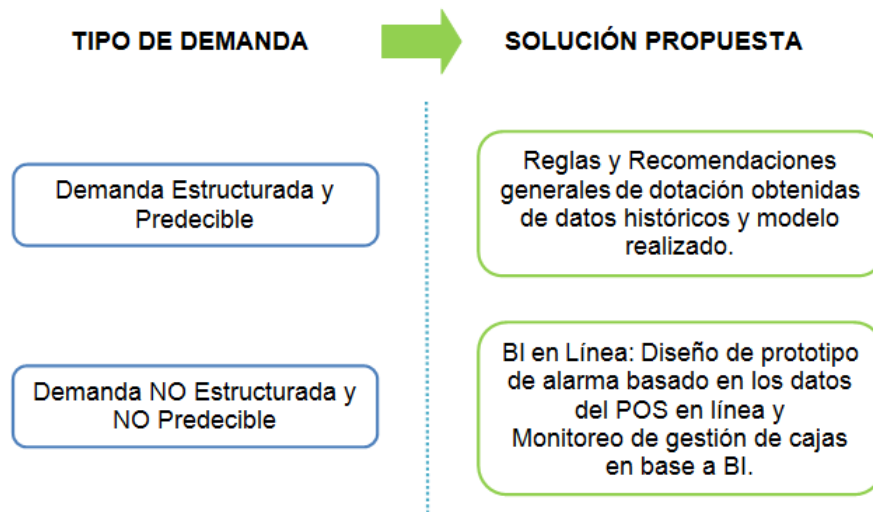 TIPO DE DEMANDA
SOLUCIÓN PROPUESTA
Demanda Estructurada y
Predecible
Reglas y Recomendaciones
generales de dotación obtenidas
de datos históricos y modelo
realizado.
Demanda NO Estructurada y
NO Predecible
BI en Línea: Diseño de prototipo
de alarma basado en los datos
del POS en línea y
Monitoreo de gestión de cajas
en base a BI.